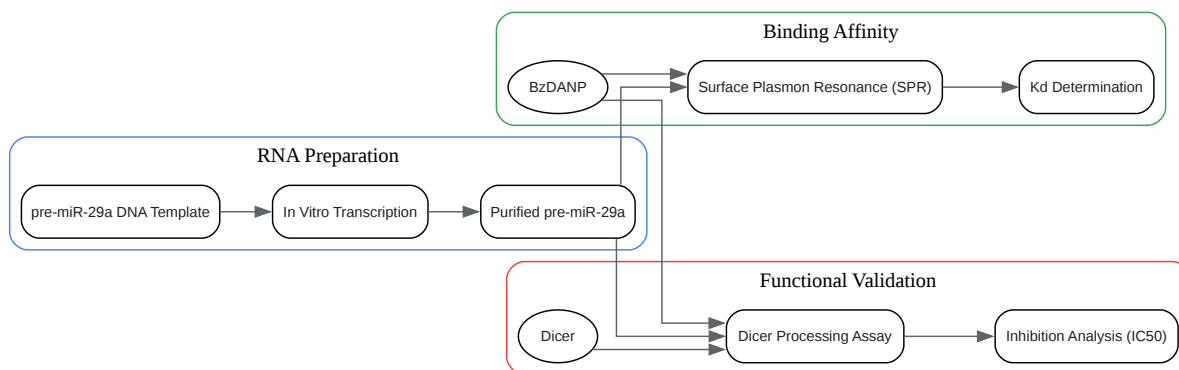 Binding Affinity
BzDANP
Surface Plasmon Resonance (SPR)
Kd Determination
RNA Preparation
pre-miR-29a DNA Template
In Vitro Transcription
Purified pre-miR-29a
Functional Validation
Dicer
Dicer Processing Assay
Inhibition Analysis (IC50)